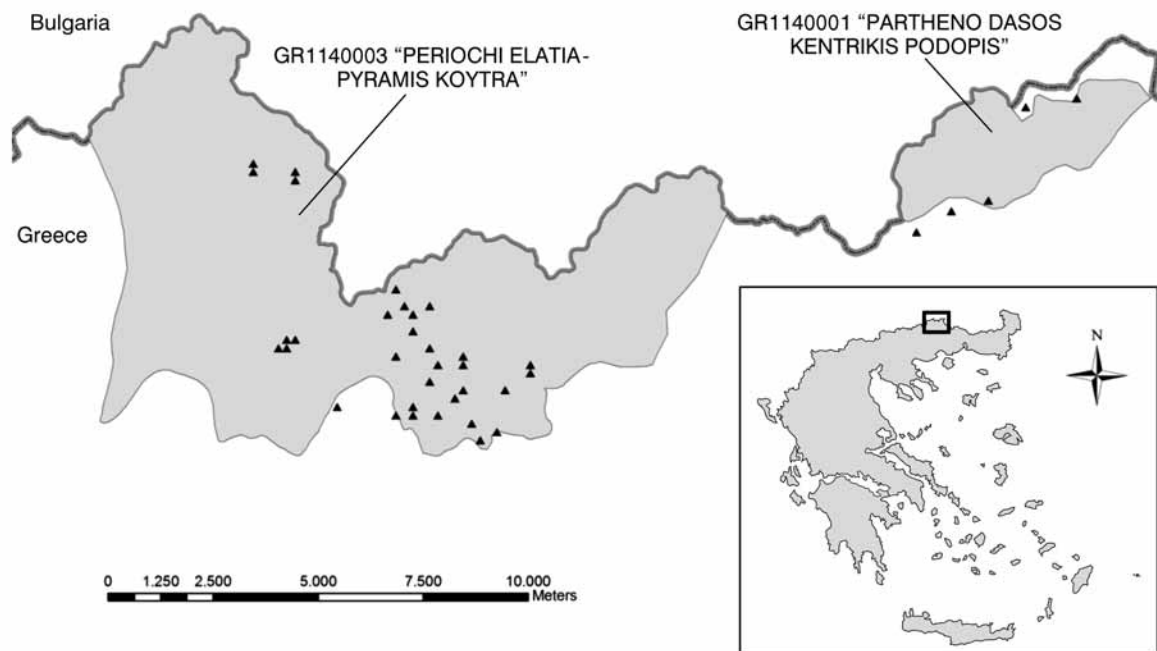 Bulgaria
GR1140003 “PERIOCHI ELATIA-
PYRAMIS KOYTRA”
GR1140001 “PARTHENO DASOS
KENTRIKIS PODOPIS”
Greece
N
0 1.250 2.500 5.000 7.500 10.000
Meters